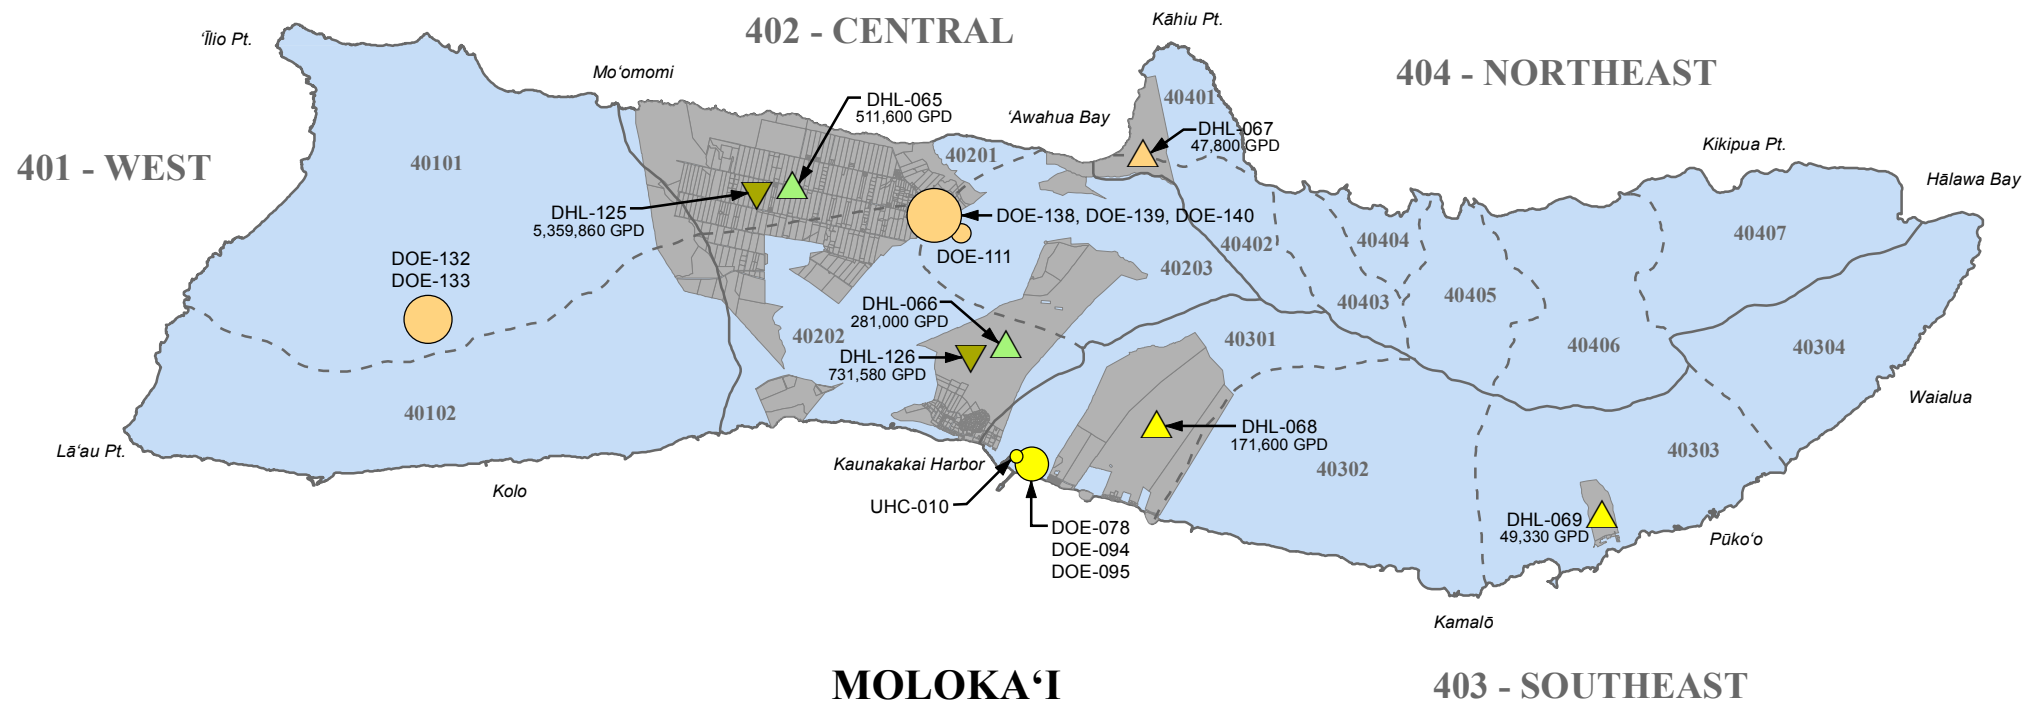 402 - CENTRAL
Kāhiu Pt.
ʻĪlio Pt.
404 - NORTHEAST
Moʻomomi
DHL-065
511,600 GPD
ʻAwahua Bay
40401
DHL-067
47,800 GPD
401 - WEST
40101
40201
Kikipua Pt.
Hālawa Bay
DHL-125
5,359,860 GPD
DOE-138, DOE-139, DOE-140
DOE-111
40402
40404
40407
40203
DOE-132
DOE-133
DHL-066
281,000 GPD
40403
40405
40202
40301
40406
40304
DHL-126
731,580 GPD
Waialua
40102
DHL-068
171,600 GPD
Lāʻau Pt.
Kaunakakai Harbor
40302
40303
Kolo
UHC-010
DOE-078
DOE-094
DOE-095
DHL-069
49,330 GPD
Pūkoʻo
Kamalō
MOLOKAʻI
403 - SOUTHEAST